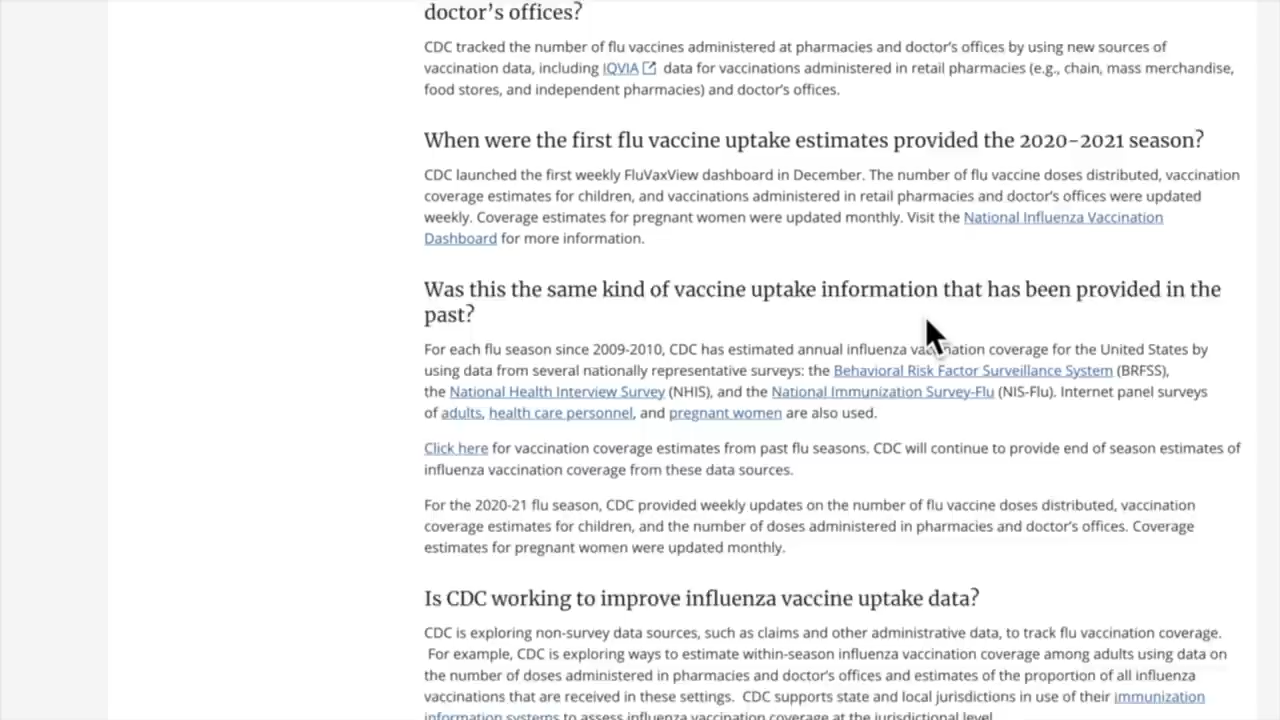 doctor's offices?
CDC tracked the number of flu vaccines administered at pharmacies and doctor's offices by using new sources of
vaccination data, including IQVIA data for vaccinations administered in retail pharmacies (e.g., chain, mass merchandise,
food stores, and independent pharmacies) and doctor's offices.
When were the first flu vaccine uptake estimates provided the 2020-2021 season?
CDC launched the first weekly FluVaxView dashboard in December. The number of flu vaccine doses distributed, vaccination
coverage estimates for children, and vaccinations administered in retail pharmacies and doctor's offices were updated
weekly. Coverage estimates for pregnant women were updated monthly. Visit the National Influenza Vaccination
Dashboard for more information.
Was this the same kind of vaccine uptake information that has been provided in the
past?
For each flu season since 2009-2010, CDC has estimated annual influenza vaccination coverage for the United States by
using data from several nationally representative surveys: the Behavioral Risk Factor Surveillance System (BRFSS),
the National Health Interview Survey (NHIS), and the National Immunization Survey-Flu (NIS-Flu). Internet panel surveys
of adults, health care personnel, and pregnant women are also used.
Click here for vaccination coverage estimates from past flu seasons. CDC will continue to provide end of season estimates of
influenza vaccination coverage from these data sources.
For the 2020-21 flu season, CDC provided weekly updates on the number of flu vaccine doses distributed, vaccination
coverage estimates for children, and the number of doses administered in pharmacies and doctor's offices. Coverage
estimates for pregnant women were updated monthly.
Is CDC working to improve influenza vaccine uptake data?
CDC is exploring non-survey data sources, such as claims and other administrative data, to track flu vaccination coverage.
For example, CDC is exploring ways to estimate within-season influenza vaccination coverage among adults using data on
the number of doses administered in pharmacies and doctor's offices and estimates of the proportion of all influenza
vaccinations that are received in these settings. CDC supports state and local jurisdictions in use of their immunization
information systems to assess influenza vaccination coverage at the jurisdictional level.